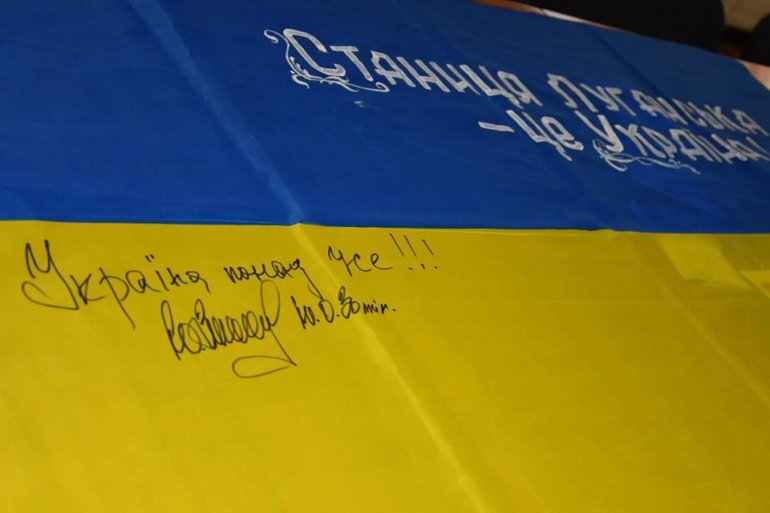 Станиця Луганська
- це Україна!
Україна понад усе!!!